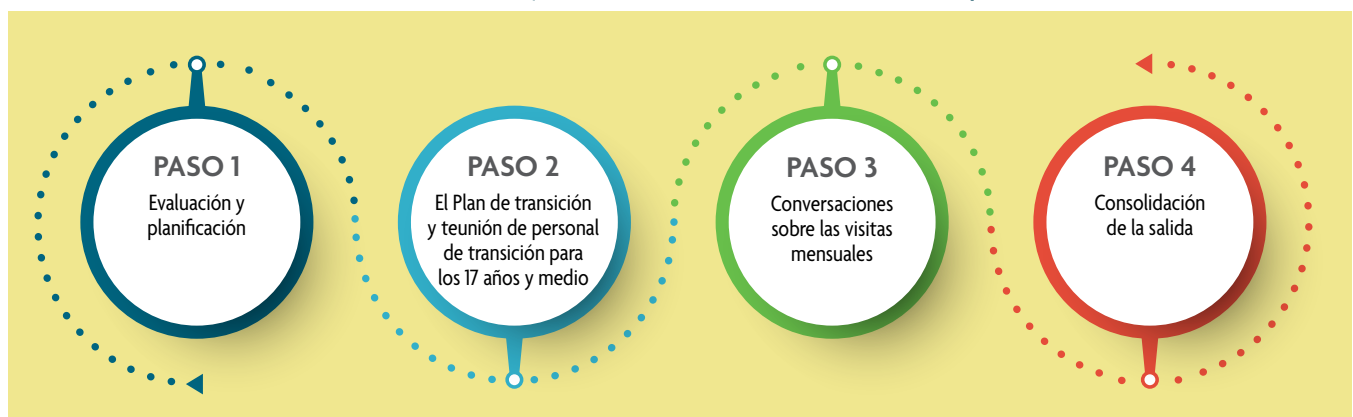 PASO 1
Evaluación y
planificación
PASO 2
El Plan de transición
y teunión de personal
de transición para
los 17 años y medio
PASO 3
Conversaciones
sobre las visitas
mensuales
PASO 4
Consolidación
de la salida